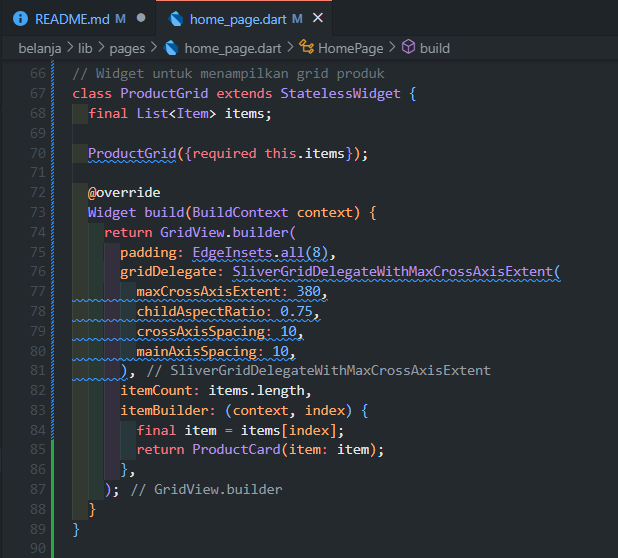 README.md M
home_page.dart M
belanja > lib > pages > home_page.dart > HomePage > build
66 // Widget untuk menampilkan grid produk
67 class ProductGrid extends StatelessWidget {
68   final List<Item> items;
69
70   ProductGrid({required this.items});
71
72   @override
73   Widget build(BuildContext context) {
74     return GridView.builder(
75       padding: EdgeInsets.all(8),
76       gridDelegate: SliverGridDelegateWithMaxCrossAxisExtent(
77         maxCrossAxisExtent: 380,
78         childAspectRatio: 0.75,
79         crossAxisSpacing: 10,
80         mainAxisSpacing: 10,
81       ), // SliverGridDelegateWithMaxCrossAxisExtent
82       itemCount: items.length,
83       itemBuilder: (context, index) {
84         final item = items[index];
85         return ProductCard(item: item);
86       },
87     ); // GridView.builder
88   }
89 }
90